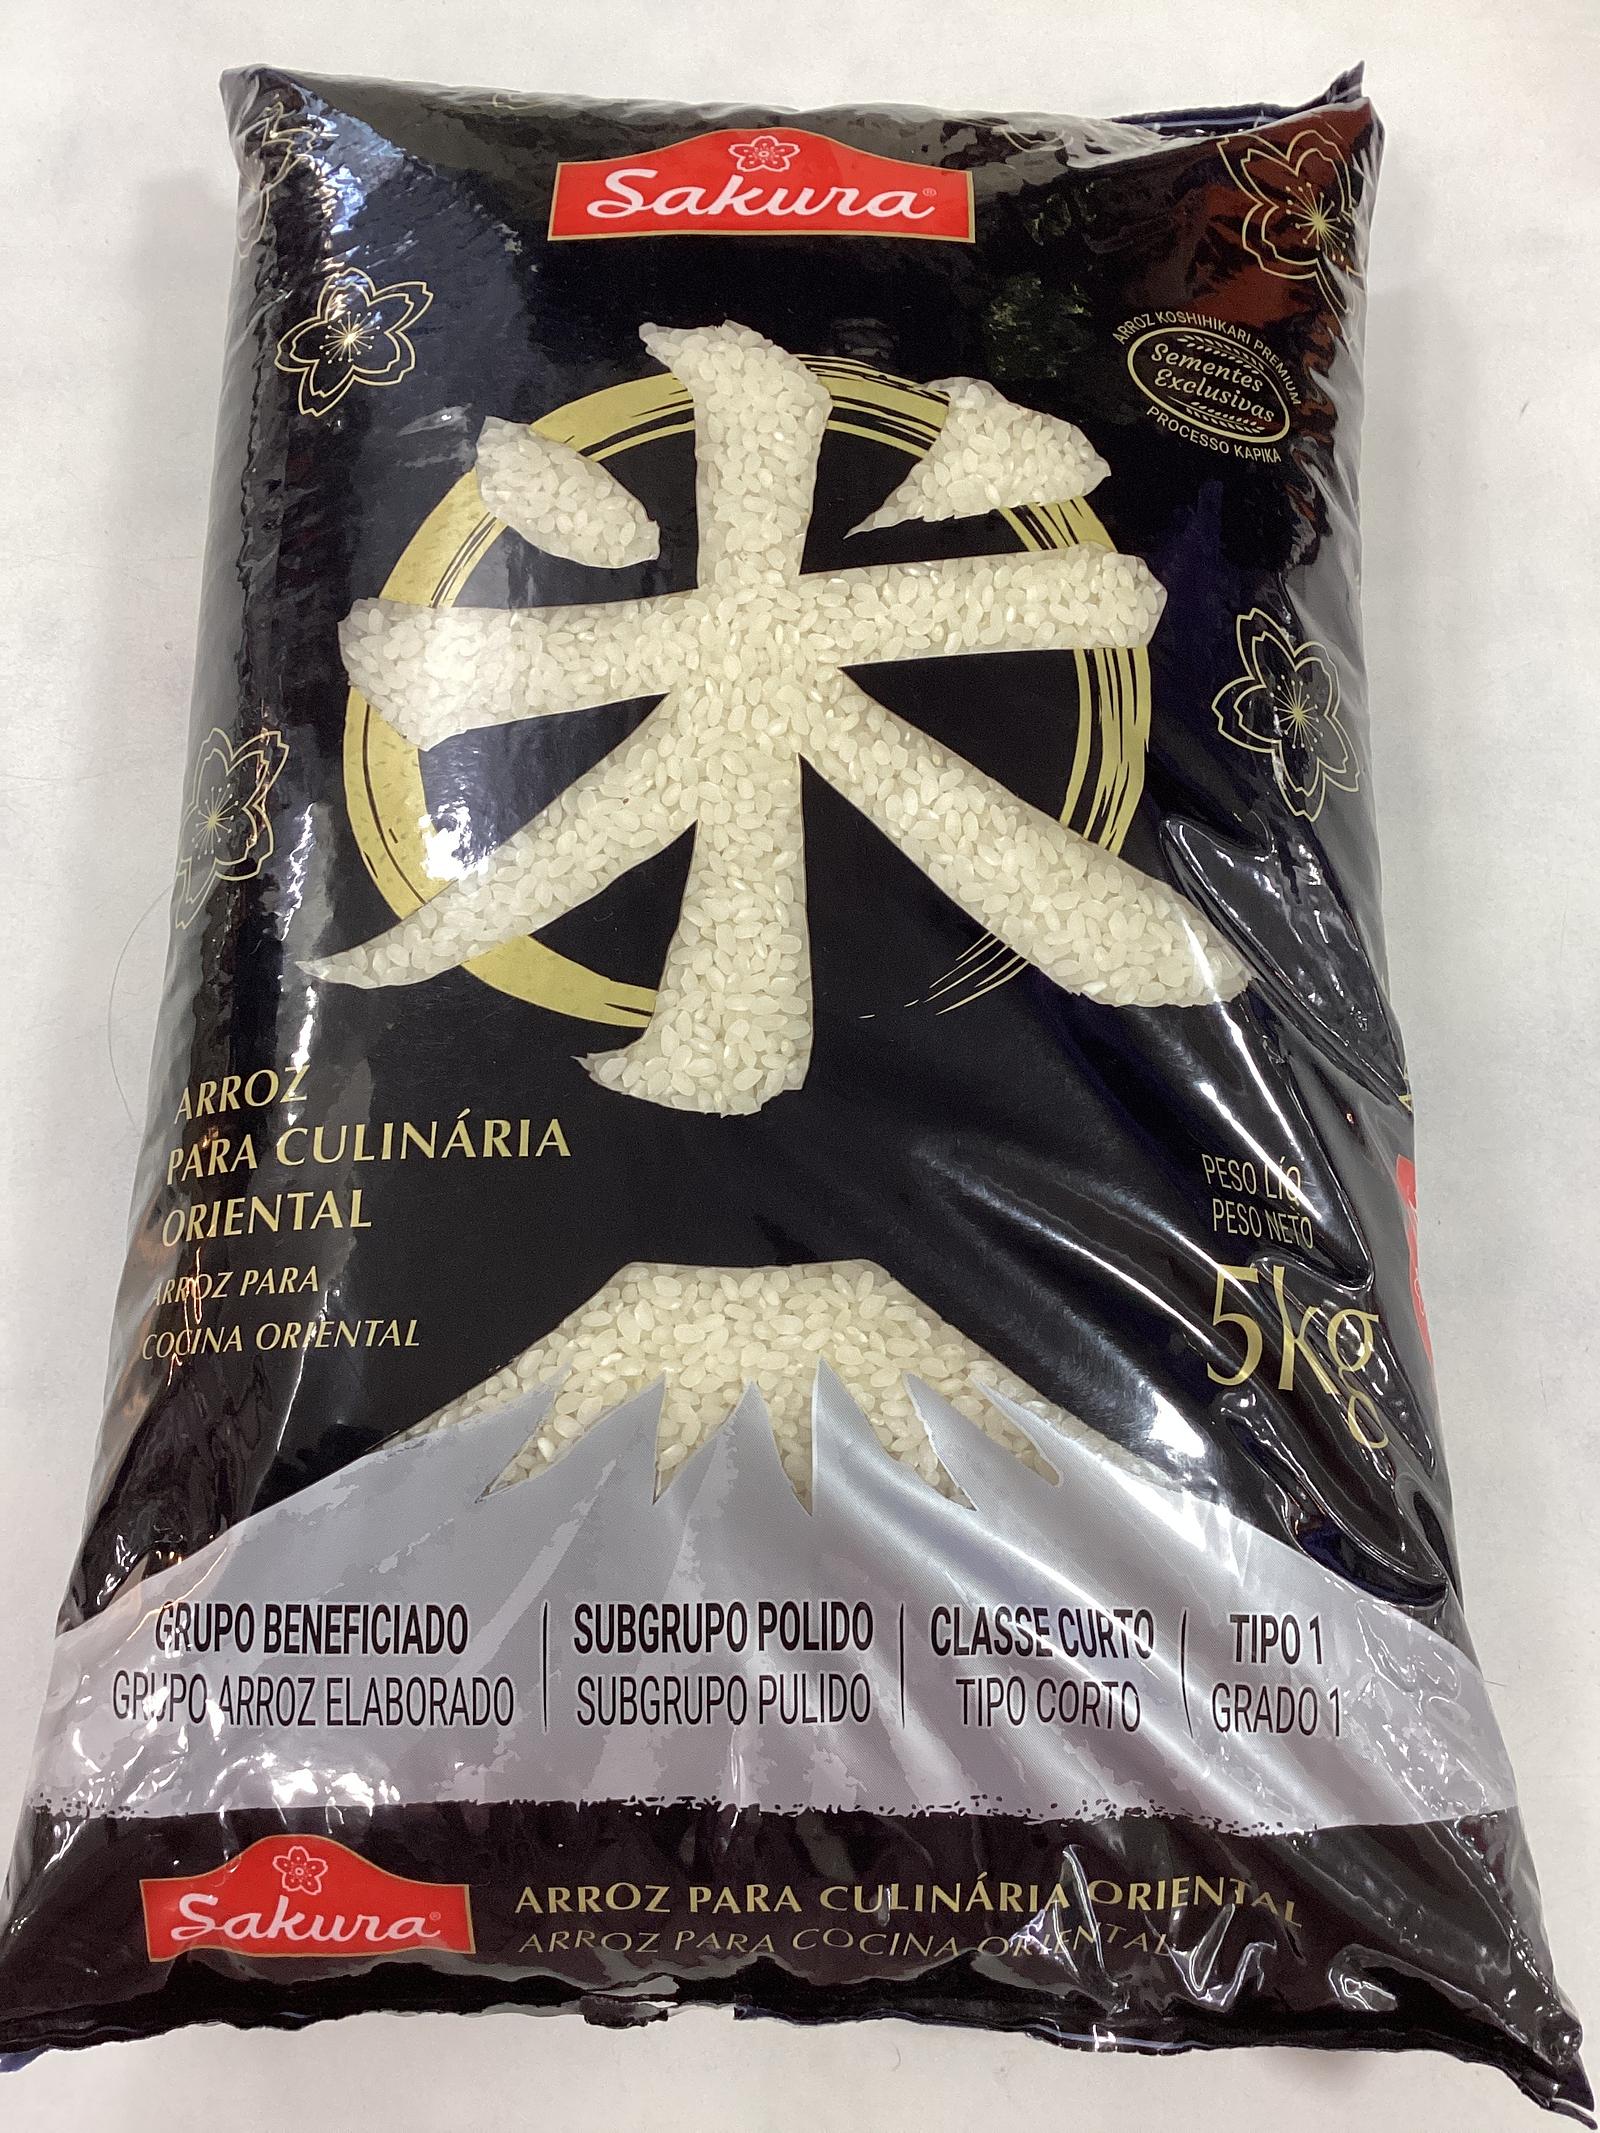 Sakura®
ARROZ KOSHIHIKARI PREMIUM
Sementes
Exclusivas
PROCESSO KAPIKA
米
ARROZ
PARA CULINÁRIA
ORIENTAL
ARROZ PARA
COCINA ORIENTAL
PESO LÍQ
PESO NETO
5kg
GRUPO BENEFICIADO
GRUPO ARROZ ELABORADO
SUBGRUPO POLIDO
SUBGRUPO PULIDO
CLASSE CURTO
TIPO CORTO
TIPO 1
GRADO 1
Sakura®
ARROZ PARA CULINÁRIA ORIENTAL
ARROZ PARA COCINA ORIENTAL